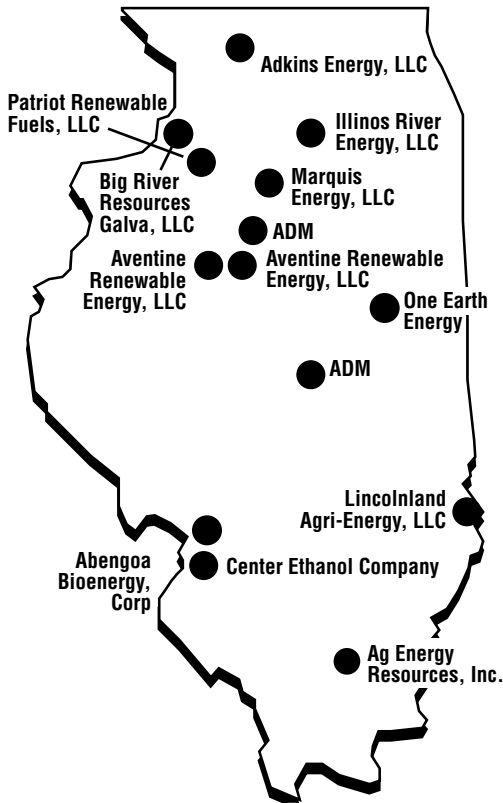 Adkins Energy, LLC
Patriot Renewable
Fuels, LLC
Illinos River
Energy, LLC
Big River
Resources
Galva, LLC
Marquis
Energy, LLC
ADM
Aventine
Renewable
Energy, LLC
Aventine Renewable
Energy, LLC
One Earth
Energy
ADM
Lincolnland
Agri-Energy, LLC
Abengoa
Bioenergy,
Corp
Center Ethanol Company
Ag Energy
Resources, Inc.